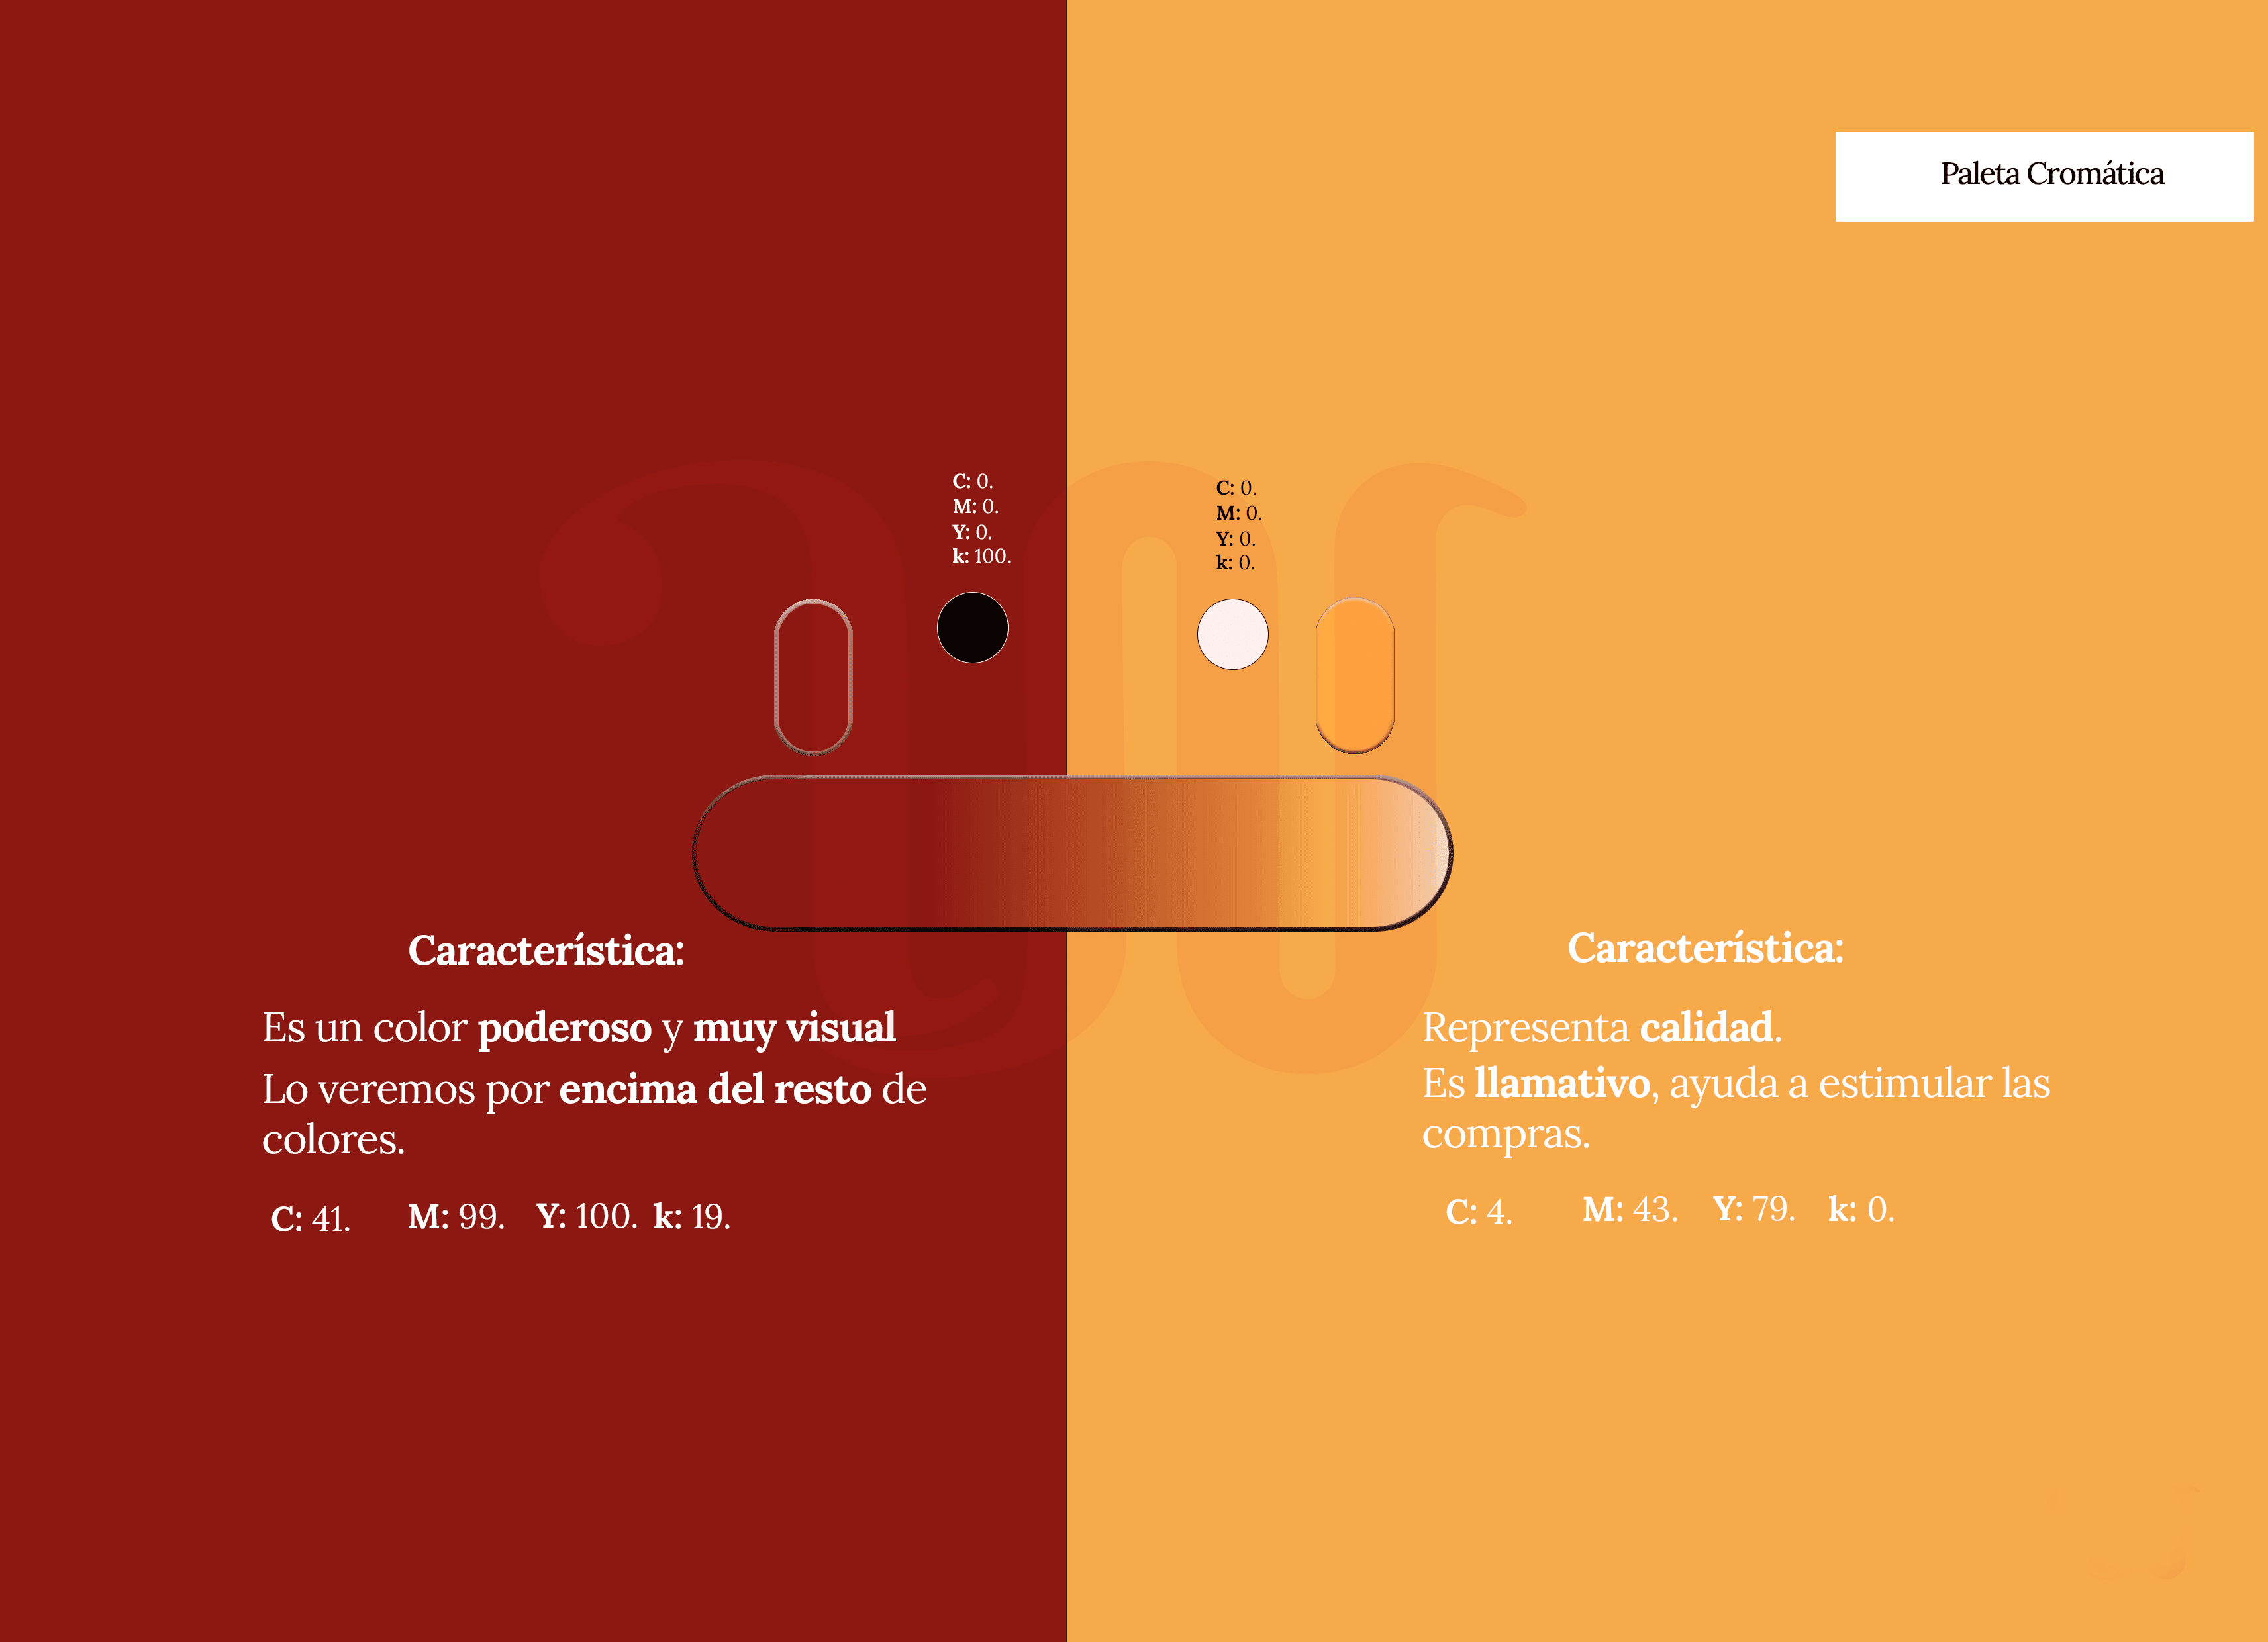 Paleta Cromática
C: 0.
M: 0.
Y: 0.
k: 100.
C: 0.
M: 0.
Y: 0.
k: 0.
Característica:
Es un color poderoso y muy visual
Lo veremos por encima del resto de
colores.
C: 41. M: 99. Y: 100. k: 19.
Característica:
Representa calidad.
Es llamativo, ayuda a estimular las
compras.
C: 4. M: 43. Y: 79. k: 0.